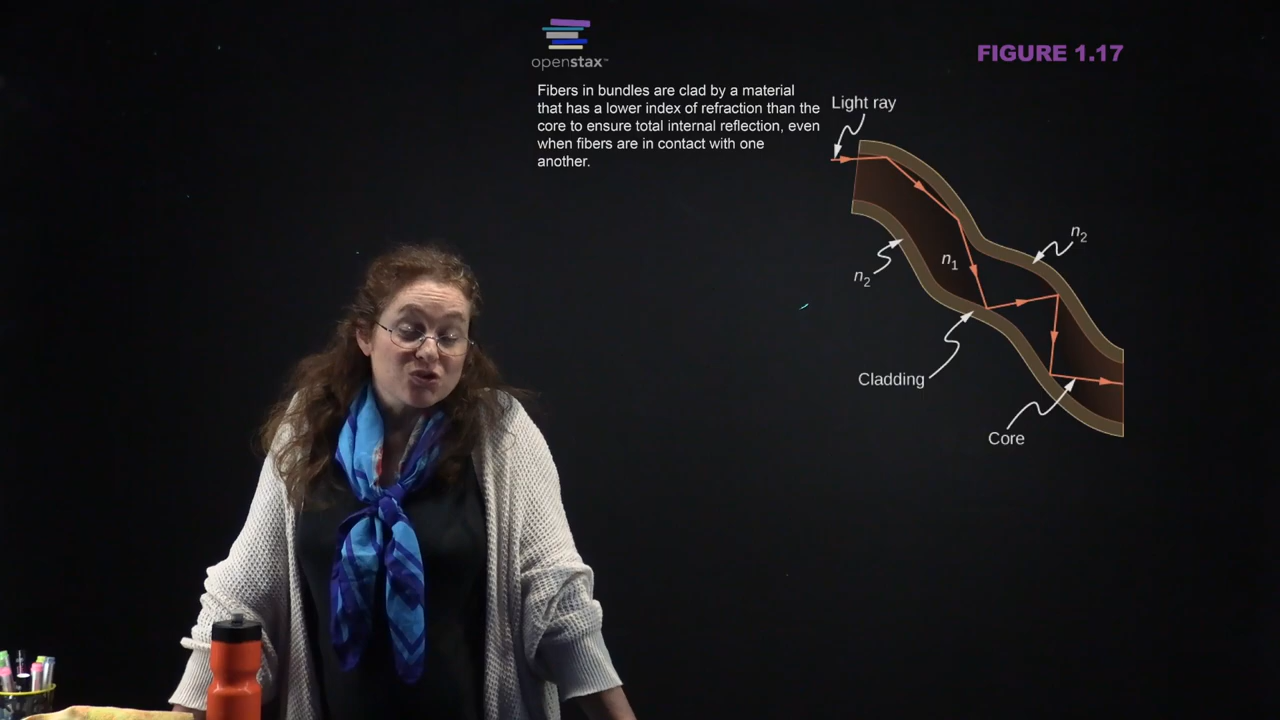 openstax™
FIGURE 1.17
Fibers in bundles are clad by a material
that has a lower index of refraction than the
core to ensure total internal reflection, even
when fibers are in contact with one
another.
Light ray
n2
n1
n2
Cladding
Core